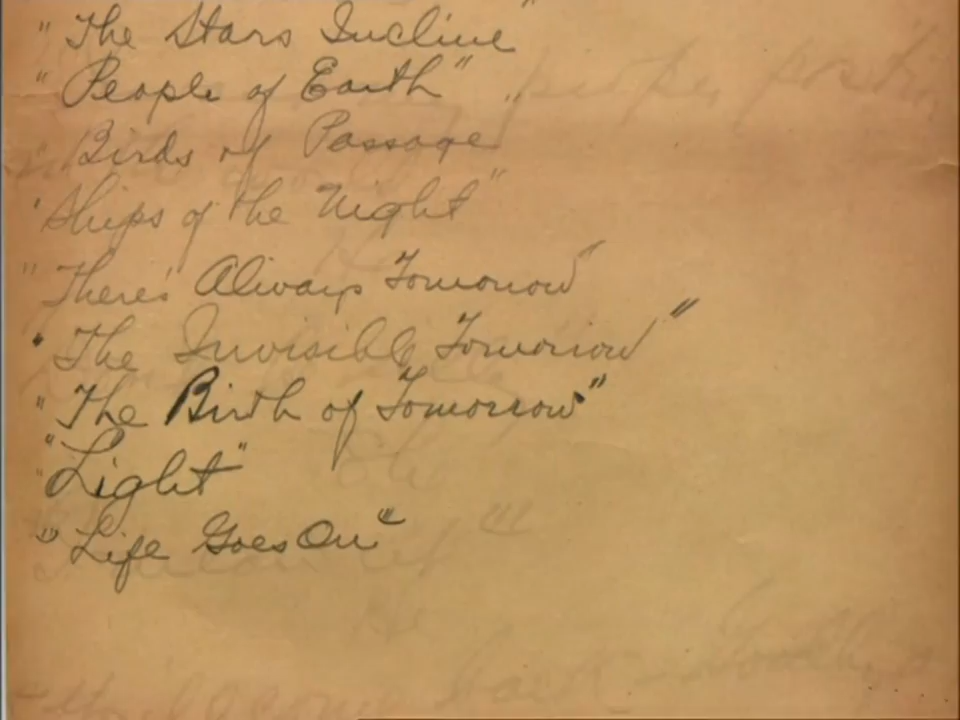 "The Stars Incline"
"People of Earth"
"Birds of Passage
"Ships of the Night"
"There's Always Tomorrow"
"The Invisible Tomorrow"
"The Birth of Tomorrow"
"Light"
"Life Goes On"